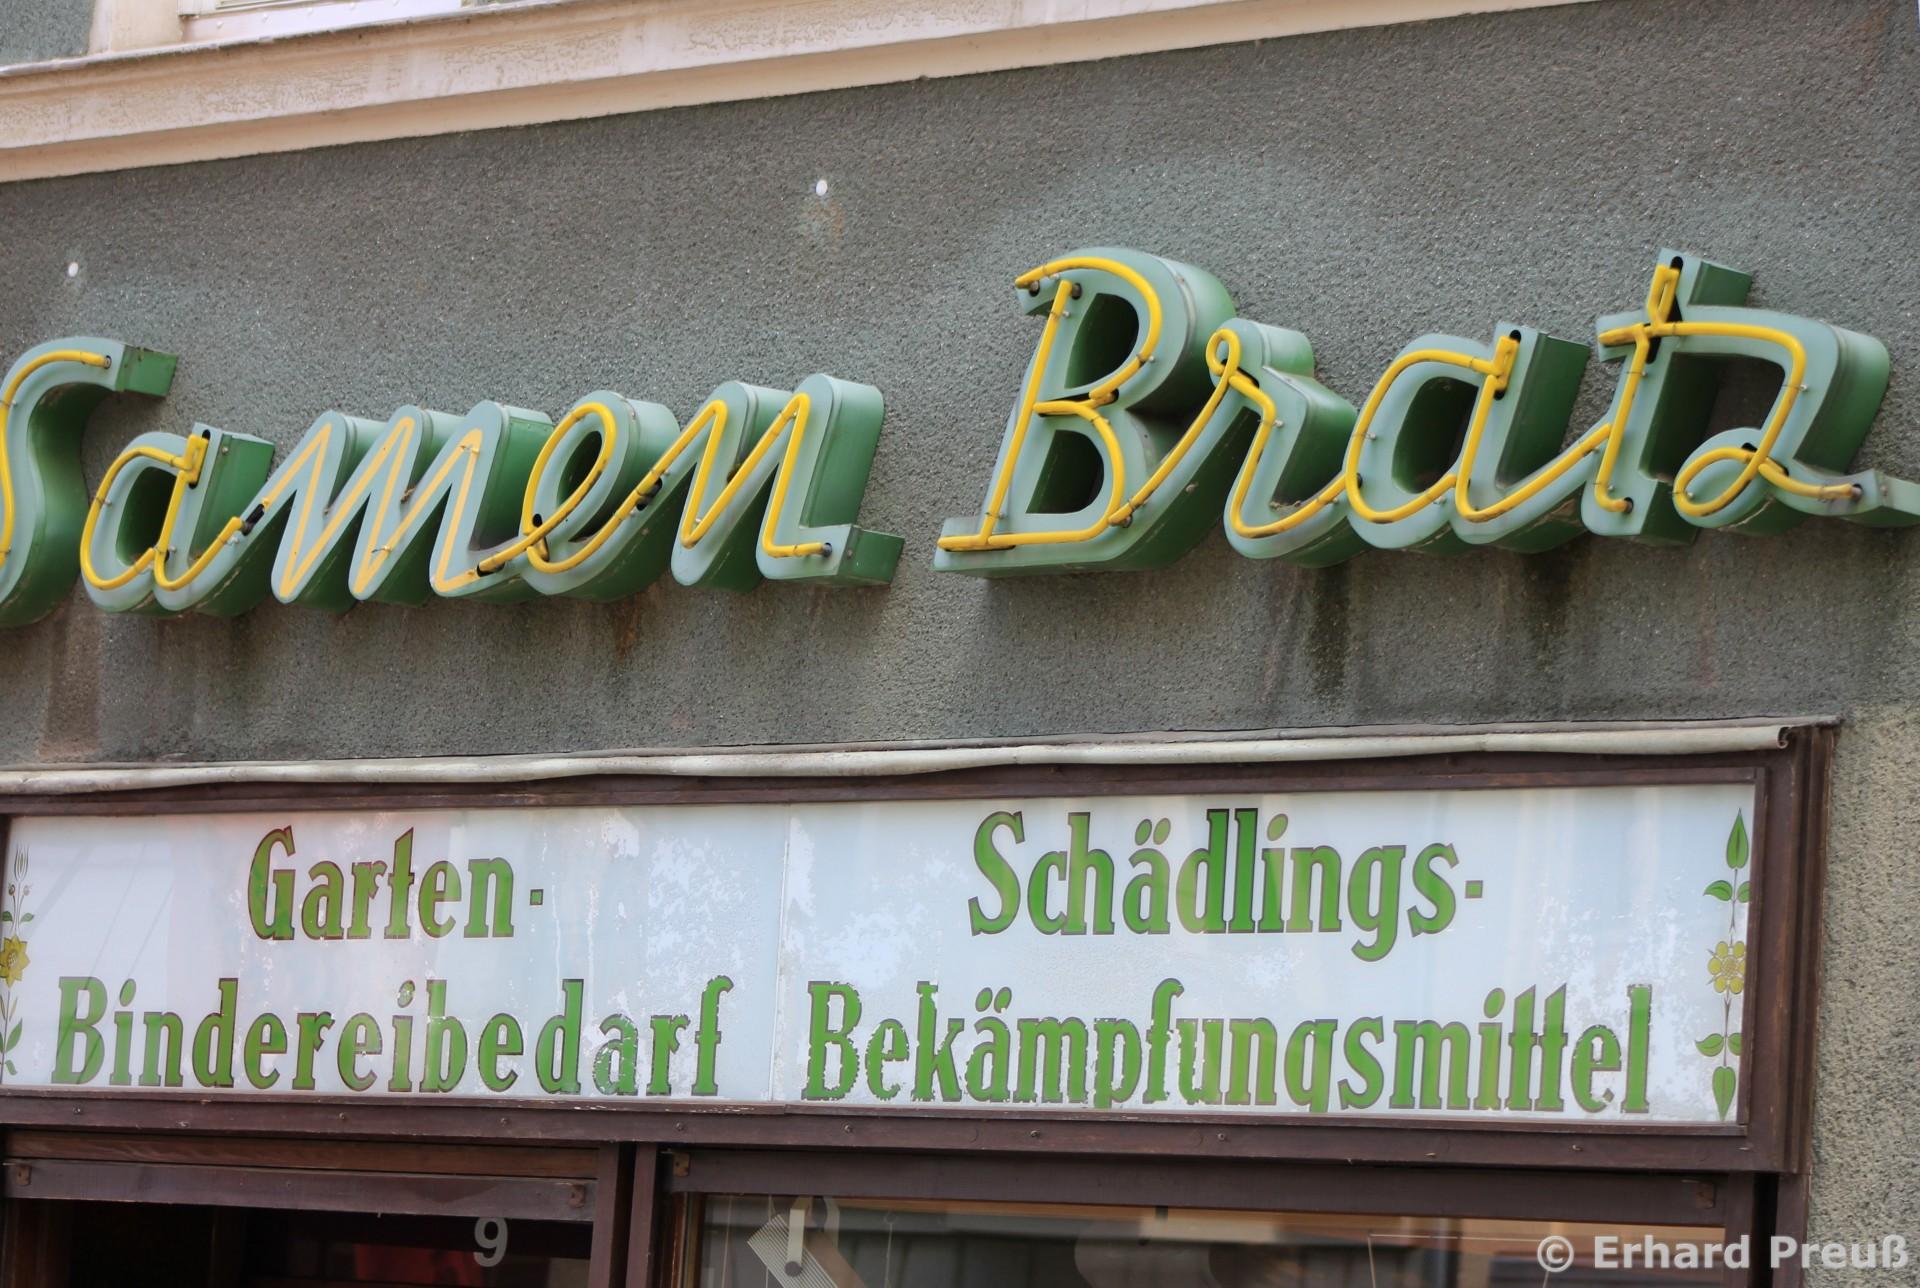 Samen Bratz
Garten-
Bindereibedarf
Schädlings-
Bekämpfungsmittel
9
© Erhard Preuß